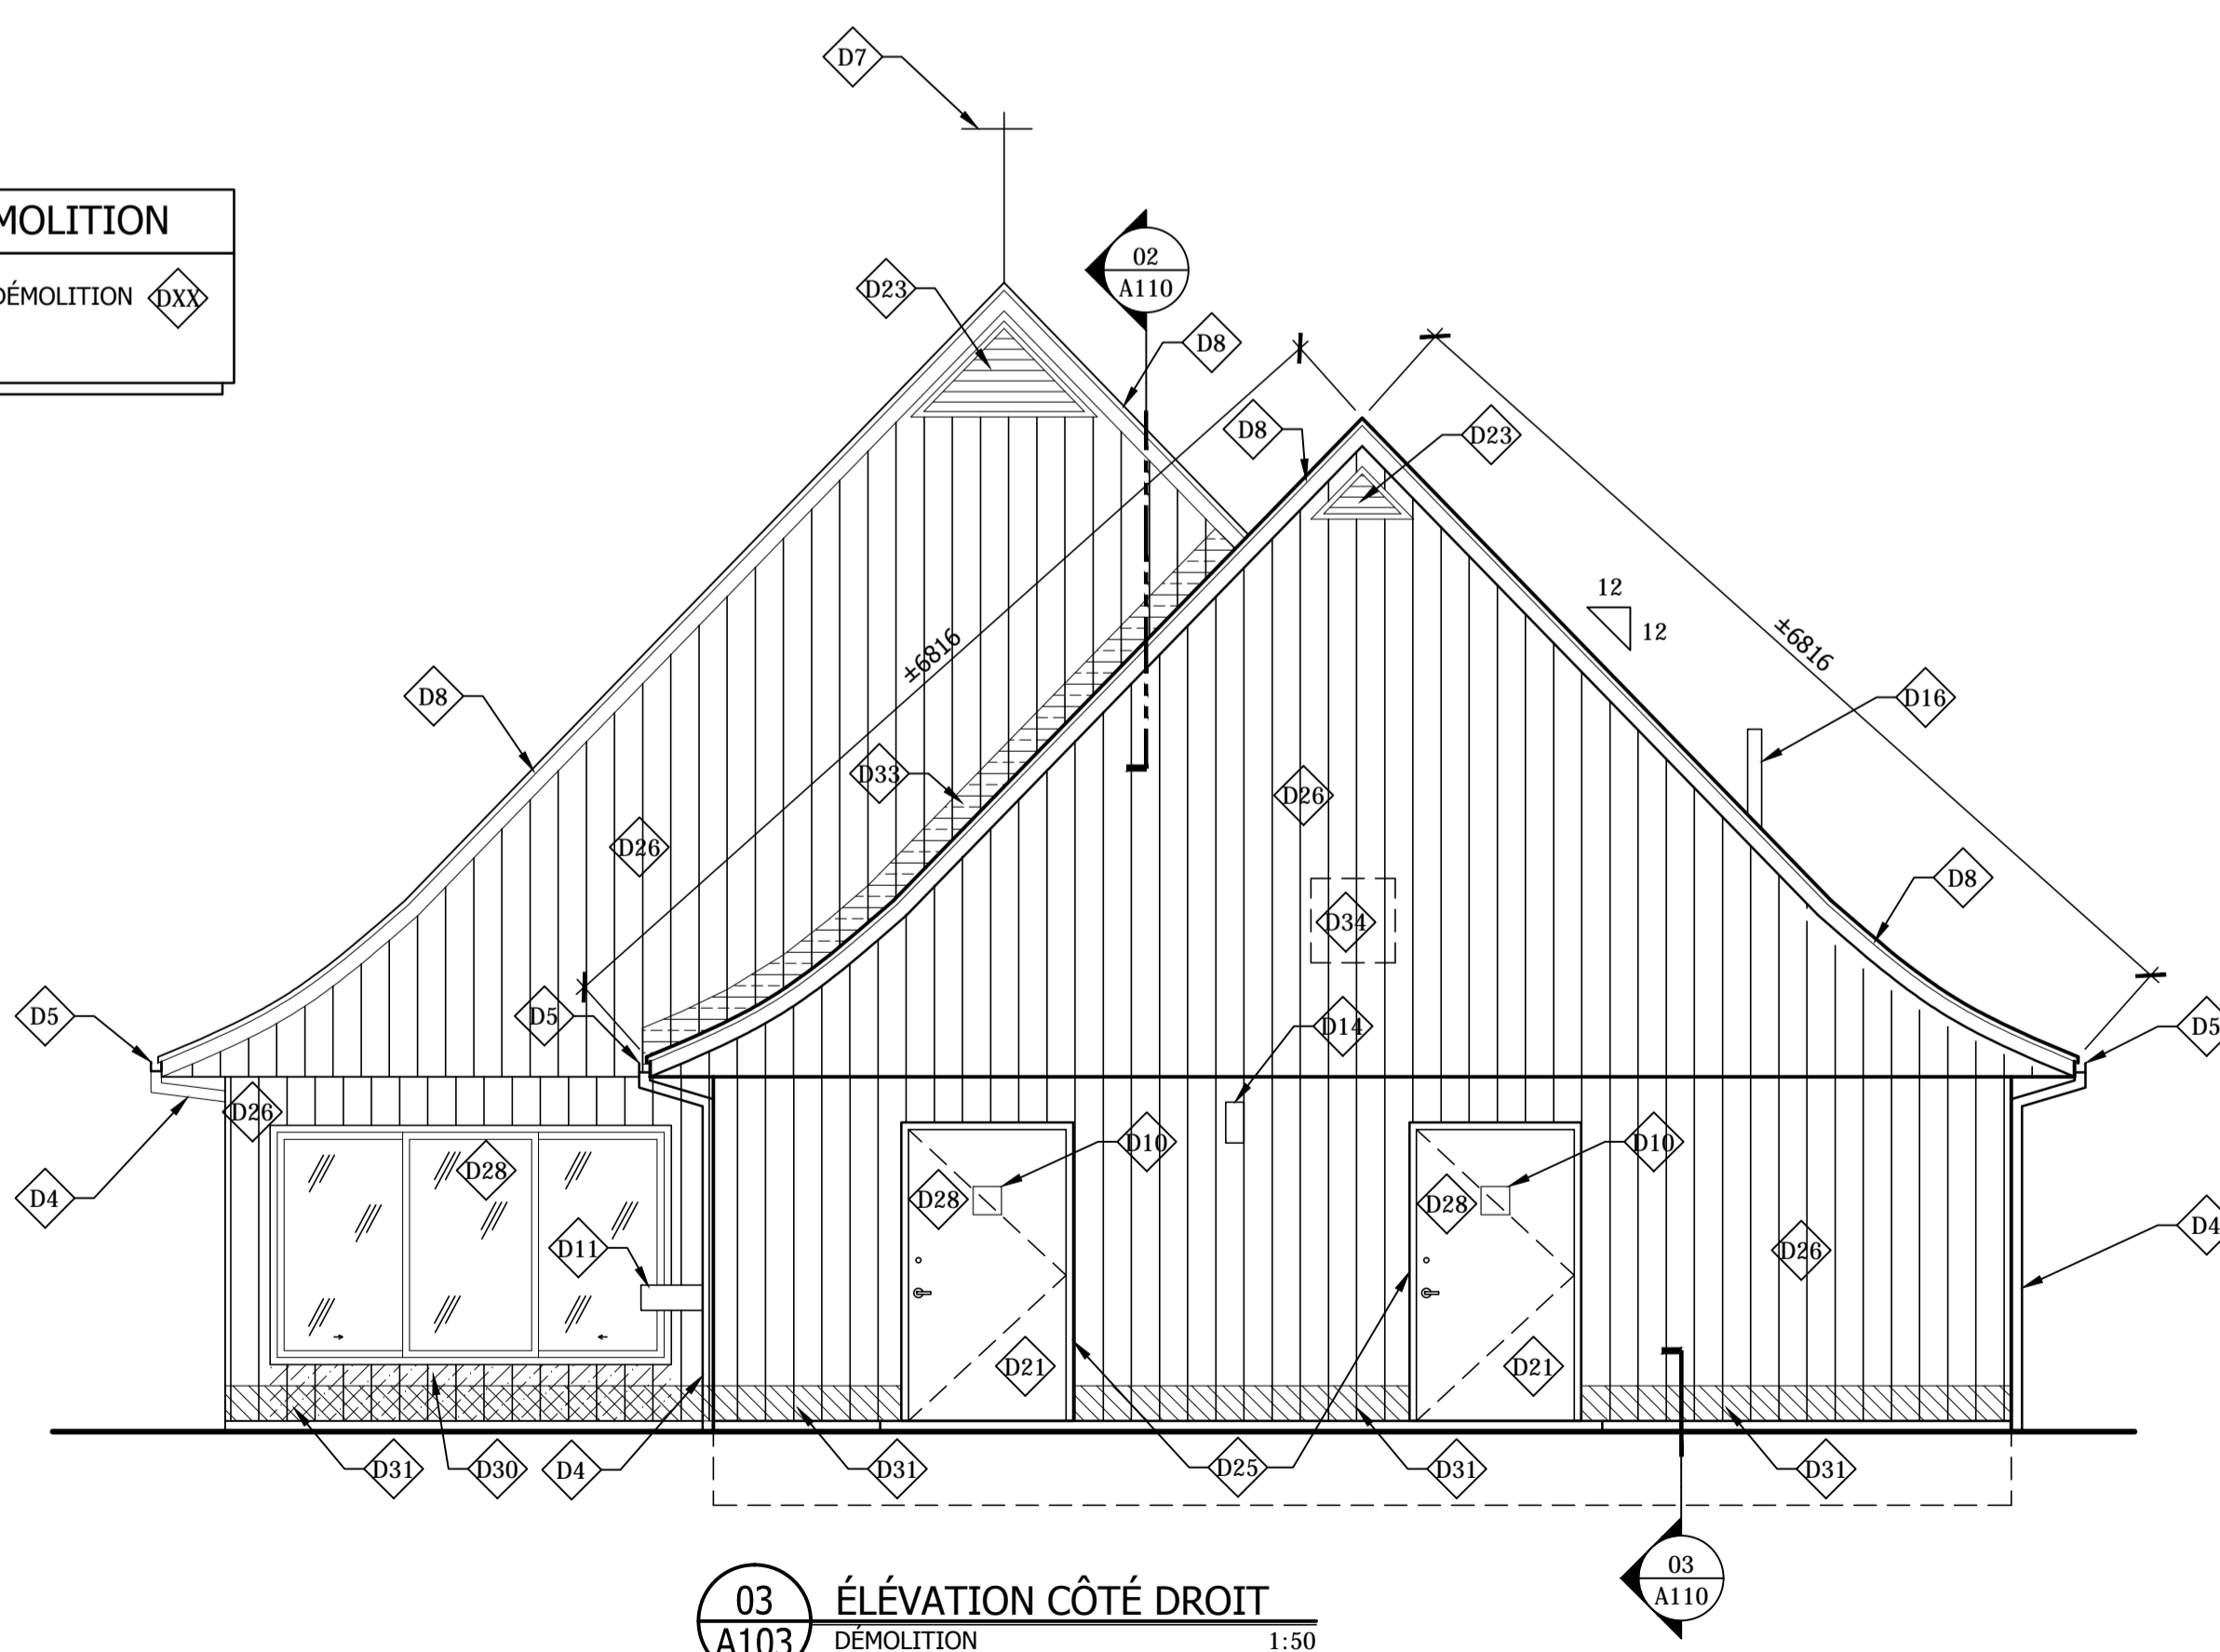 D7
MOLITION
DÉMOLITION DXX
02
A110
D23
D8
D8
D23
12
12
±6816
±6816
D8
D16
D33
D26
D26
D8
D34
D5
D5
D14
D5
D26
D10
D10
D28
D4
D28
D28
D4
D11
D26
D21
D21
D31
D30
D4
D31
D25
D31
D31
03
A110
03
A103
ÉLÉVATION CÔTÉ DROIT
DÉMOLITION 1:50